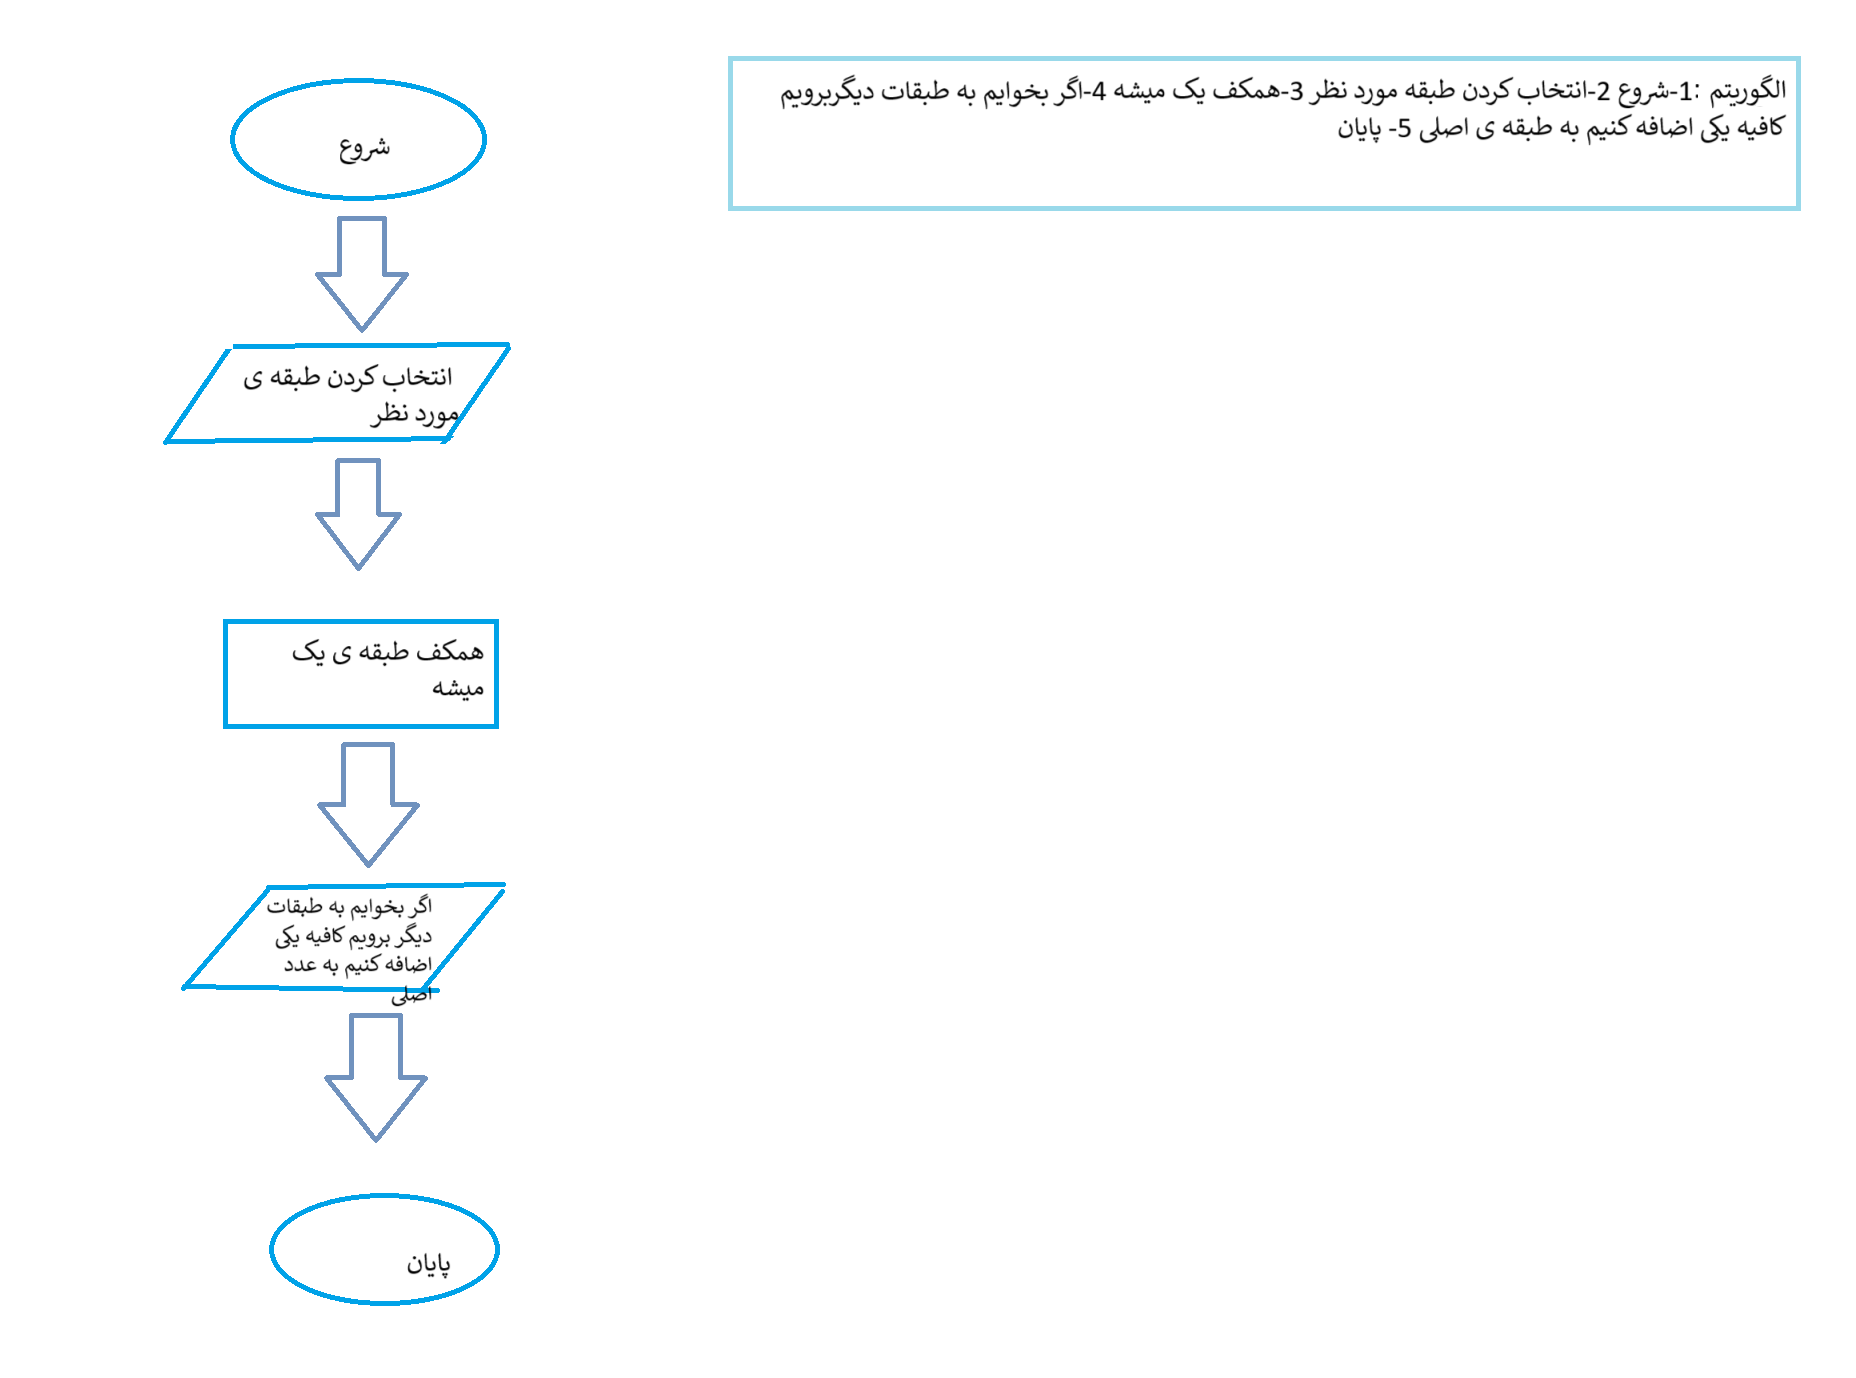 الگوریتم :1-شروع 2-انتخاب کردن طبقه مورد نظر 3-همکف یک میشه 4-اگر بخوایم به طبقات دیگربرویم
کافیه یکی اضافه کنیم به طبقه ی اصلی 5- پایان
شروع
انتخاب کردن طبقه ی
مورد نظر
همکف طبقه ی یک
میشه
اگر بخوایم به طبقات
دیگر برویم کافیه یکی
اضافه کنیم به عدد
اصلی
پایان